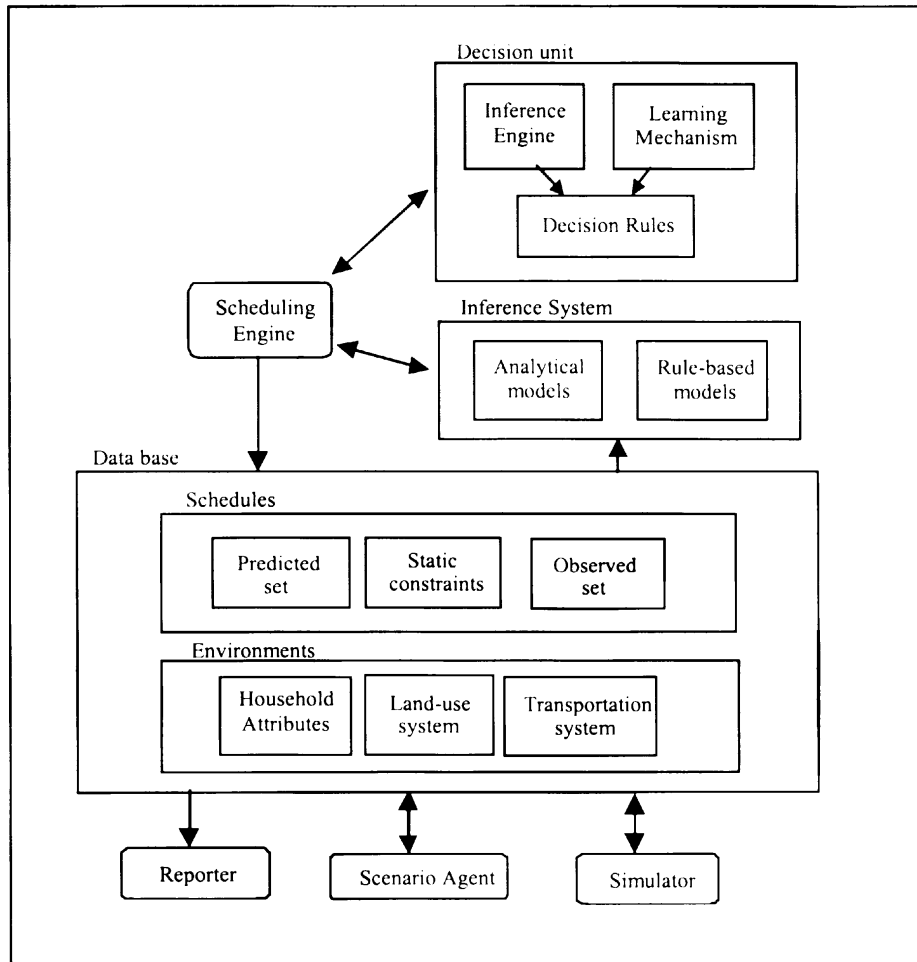 Decision unit
Inference
Engine
Learning
Mechanism
Decision Rules
Scheduling
Engine
Inference System
Analytical
models
Rule-based
models
Data base
Schedules
Predicted
set
Static
constraints
Observed
set
Environments
Household
Attributes
Land-use
system
Transportation
system
Reporter
Scenario Agent
Simulator